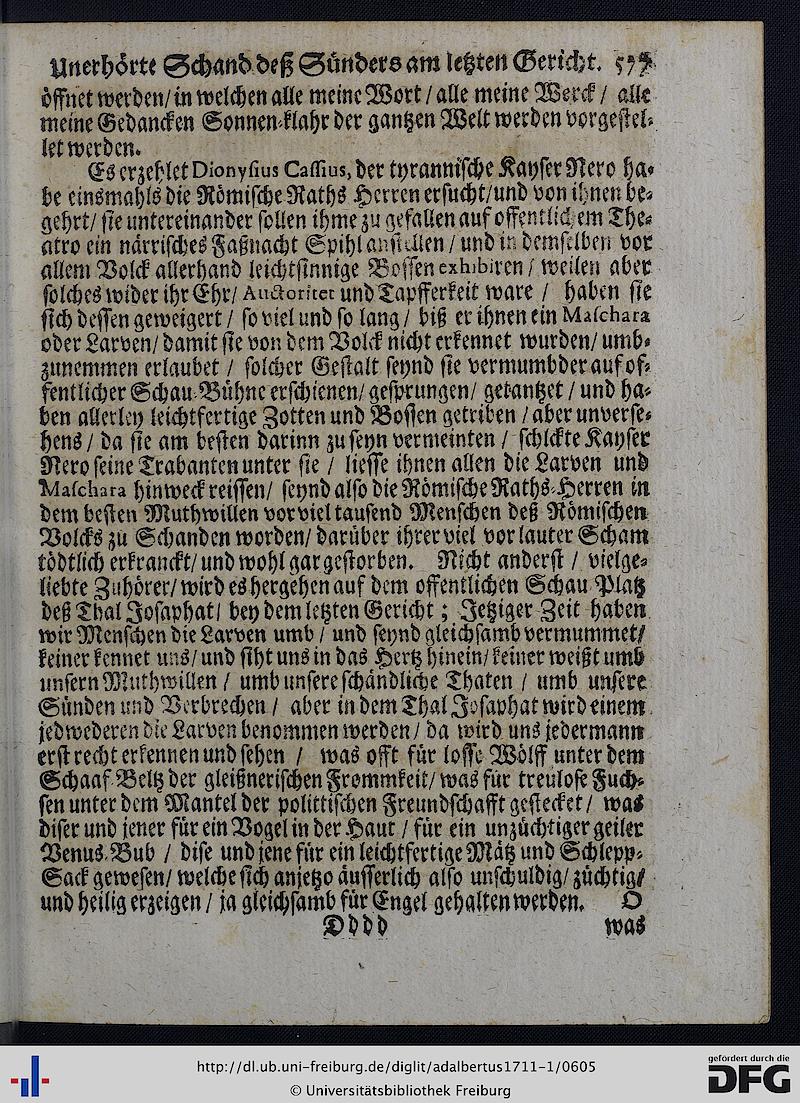 Unerhörte Schand deß Sünders am letzten Gericht. 577
öffnet werden/ in welchen alle meine Wort / alle meine Werck / alle
meine Gedancken Sonnen-klahr der gantzen Welt werden vorgestel-
let werden.
Es erzehlet Dionysius Cassius, der tyrannische Kayser Nero ha-
be einsmahls die Römische Raths Herren ersucht/ und von ihnen be-
gehrt/ sie untereinander sollen ihme zu gefallen auf offentlichem The-
atro ein närrisches Faßnacht Spihl anstellen / und in demselben vor
allem Volck allerhand leichtsinnige Bossen exhibiren / weilen aber
solches wider ihr Ehr/ Auctoritet und Tapfferkeit ware / haben sie
sich dessen geweigert / so viel und so lang / biß er ihnen ein Maschara
oder Larven/ damit sie von dem Volck nicht erkennet wurden/ umb-
zunemmen erlaubet / solcher Gestalt seynd sie vermumbder auf of-
fentlicher Schau-Bühne erschienen/ gesprungen/ getantzet / und ha-
ben allerley leichtfertige Zotten und Bossen getriben / aber unverse-
hens / da sie am besten darinn zu seyn vermeinten / schlckte Kayser
Nero seine Trabanten unter sie / liesse ihnen allen die Larven und
Maschara hinweck reissen/ seynd also die Römische Raths-Herren in
dem besten Muthwillen vor viel tausend Menschen deß Römischen
Volcks zu Schanden worden/ darüber ihrer viel vor lauter Scham
tödtlich erkranckt/ und wohl gar gestorben. Nicht anderst / vielge-
liebte Zuhörer/ wird es hergehen auf dem offentlichen Schau-Platz
deß Thal Josaphat/ bey dem letzten Gericht ; Jetziger Zeit haben
wir Menschen die Larven umb / und seynd gleichsamb vermummet/
keiner kennet uns/ und siht uns in das Hertz hinein/ keiner weißt umb
unsern Muthwillen / umb unsere schändliche Thaten / umb unsere
Sünden und Verbrechen / aber in dem Thal Josaphat wird einem
jedwederen die Larven benommen werden/ da wird uns jedermann
erst recht erkennen und sehen / was offt für losse Wölff unter dem
Schaaf-Beltz der gleißnerischen Frommkeit/ was für treulose Fuch-
sen unter dem Mantel der polittischen Freundschafft gestecket / was
diser und jener für ein Vogel in der Haut / für ein unzüchtiger geiler
Venus-Bub / dise und jene für ein leichtfertige Mätz und Schlepp-
Sack gewesen/ welche sich anjetzo äusserlich also unschuldig/ züchtig/
und heilig erzeigen / ja gleichsamb für Engel gehalten werden. O
Dddd was
http://dl.ub.uni-freiburg.de/diglit/adalbertus1711-1/0605
© Universitätsbibliothek Freiburg
gefördert durch die
DFG